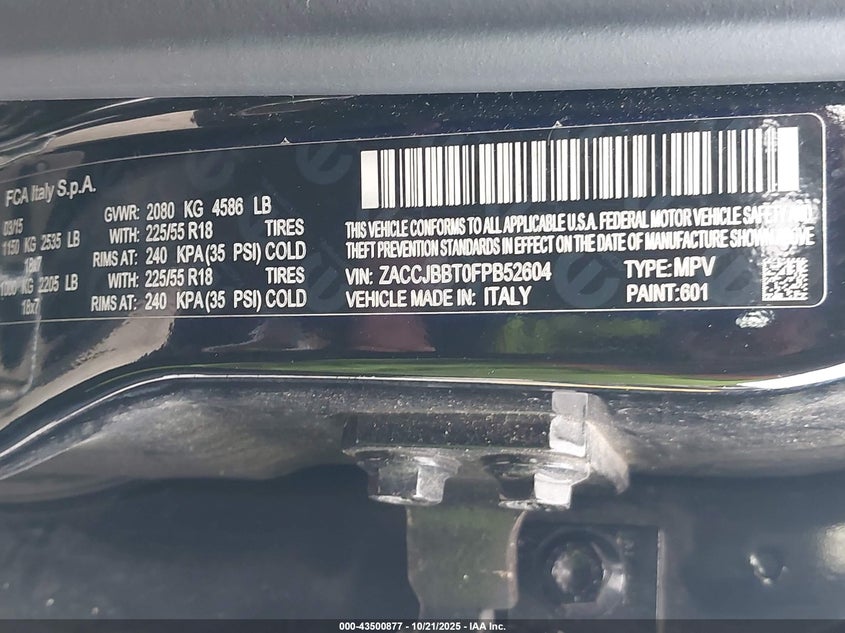 FCA Italy S.p.A.
03/15
GVWR: 2080 KG 4586 LB
1150 KG 2535 LB WITH: 225/55 R18 TIRES
18x7 RIMS AT: 240 KPA (35 PSI) COLD
KG 2205 LB WITH: 225/55 R18 TIRES
18x7 RIMS AT: 240 KPA (35 PSI) COLD
THIS VEHICLE CONFORMS TO ALL APPLICABLE U.S.A. FEDERAL MOTOR VEHICLE SAFETY AND
THEFT PREVENTION STANDARDS IN EFFECT ON THE DATE OF MANUFACTURE SHOWN ABOVE
VIN: ZACCJBBT0FPB52604 TYPE: MPV
VEHICLE MADE IN: ITALY PAINT: 601
000-43500877 - 10/21/2025 - IAA Inc.